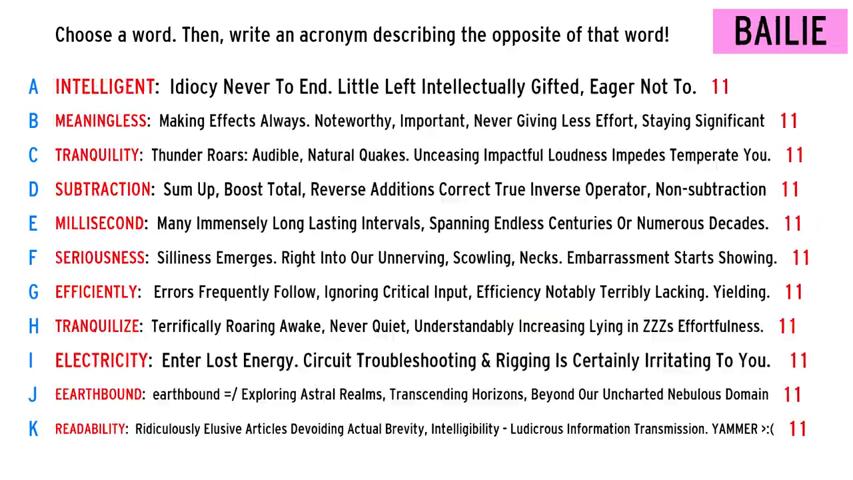 Choose a word. Then, write an acronym describing the opposite of that word!
BAILIE
A INTELLIGENT: Idiocy Never To End. Little Left Intellectually Gifted, Eager Not To. 11
B MEANINGLESS: Making Effects Always. Noteworthy, Important, Never Giving Less Effort, Staying Significant 11
C TRANQUILITY: Thunder Roars: Audible, Natural Quakes. Unceasing Impactful Loudness Impedes Temperate You. 11
D SUBTRACTION: Sum Up, Boost Total, Reverse Additions Correct True Inverse Operator, Non-subtraction 11
E MILLISECOND: Many Immensely Long Lasting Intervals, Spanning Endless Centuries Or Numerous Decades. 11
F SERIOUSNESS: Silliness Emerges. Right Into Our Unnerving, Scowling, Necks. Embarrassment Starts Showing. 11
G EFFICIENTLY: Errors Frequently Follow, Ignoring Critical Input, Efficiency Notably Terribly Lacking. Yielding. 11
H TRANQUILIZE: Terrifically Roaring Awake, Never Quiet, Understandably Increasing Lying in ZZZs Effortfulness. 11
I ELECTRICITY: Enter Lost Energy. Circuit Troubleshooting & Rigging Is Certainly Irritating To You. 11
J EEARTHBOUND: earthbound =/ Exploring Astral Realms, Transcending Horizons, Beyond Our Uncharted Nebulous Domain 11
K READABILITY: Ridiculously Elusive Articles Devoiding Actual Brevity, Intelligibility - Ludicrous Information Transmission. YAMMER >:( 11